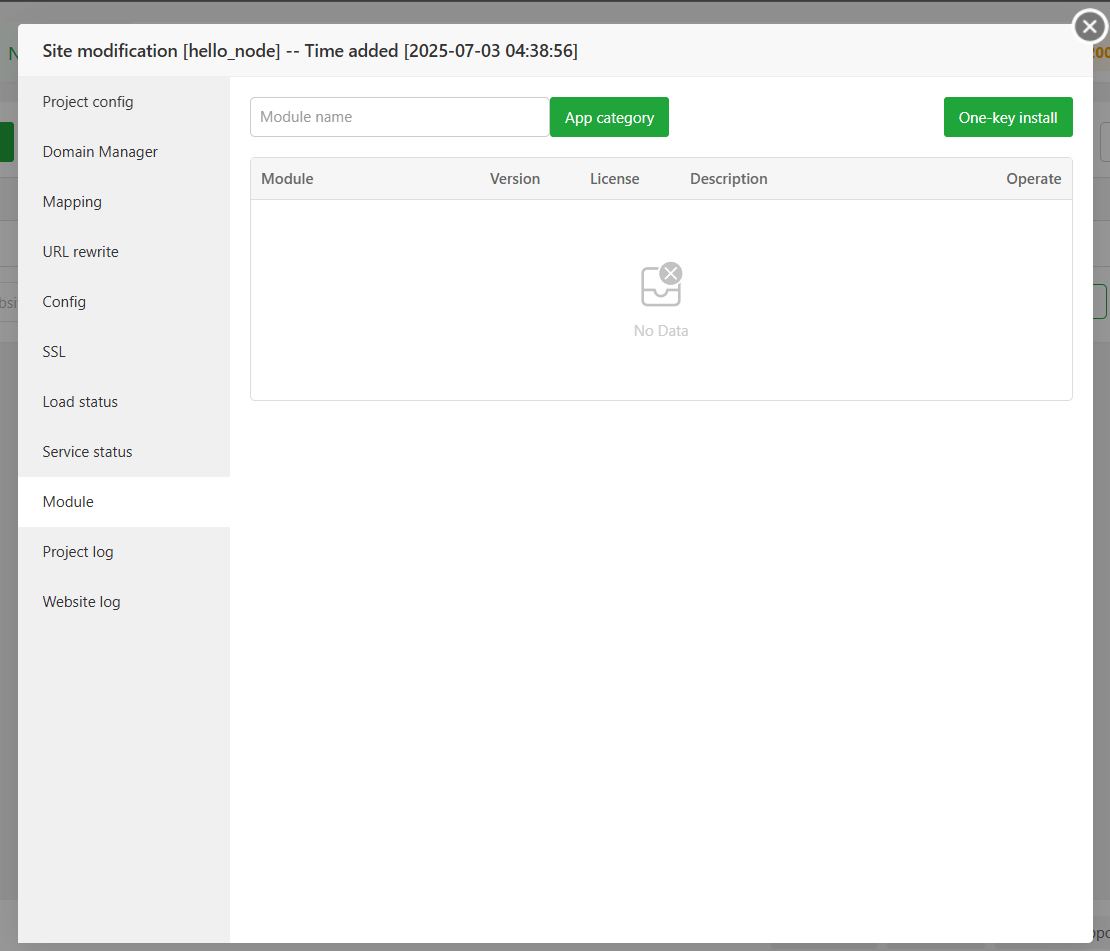 Site modification [hello_node] -- Time added [2025-07-03 04:38:56]
Project config
Domain Manager
Mapping
URL rewrite
Config
SSL
Load status
Service status
Module
Project log
Website log
Module name
App category
One-key install
Module Version License Description Operate
No Data